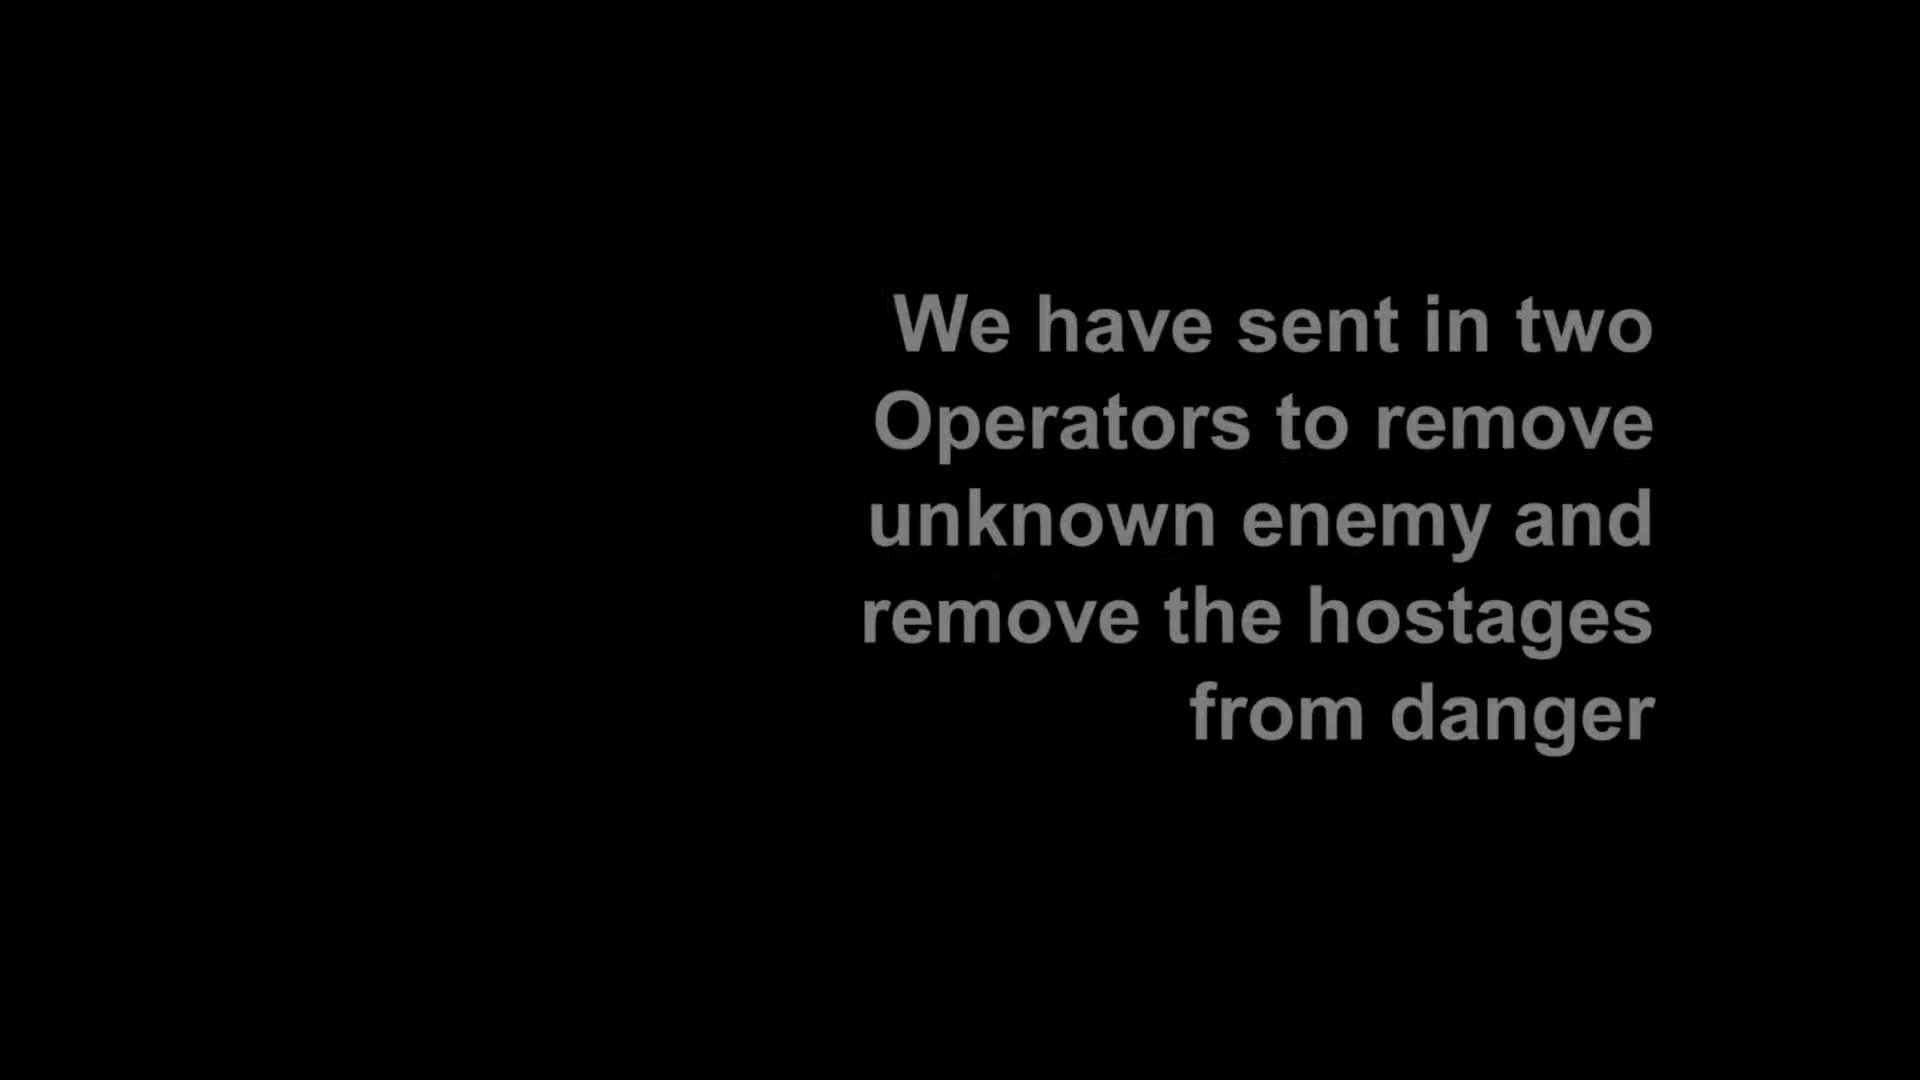 We have sent in two
Operators to remove
unknown enemy and
remove the hostages
from danger